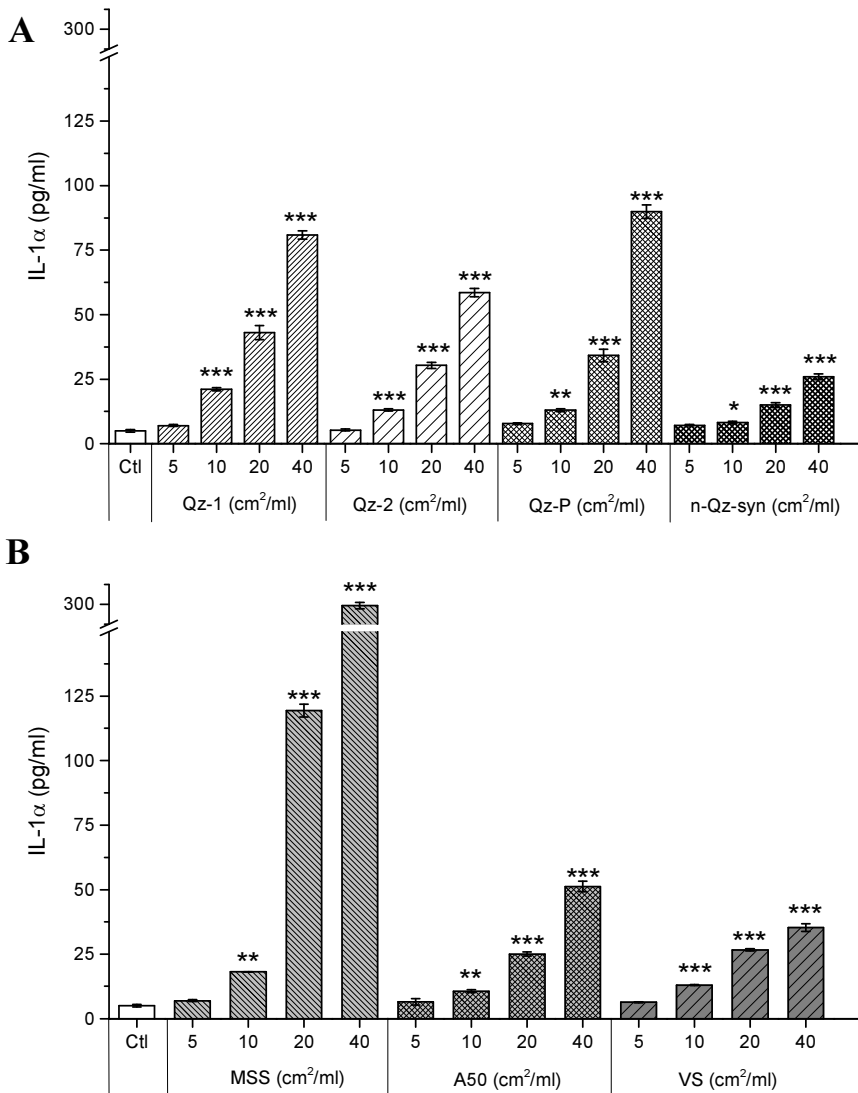 A
300
125
100
75
50
25
0
IL-1α (pg/ml)
*** *** ***
*** *** ***
** *** ***
* *** ***
Ctl 5 10 20 40 5 10 20 40 5 10 20 40 5 10 20 40
Qz-1 (cm²/ml) Qz-2 (cm²/ml) Qz-P (cm²/ml) n-Qz-syn (cm²/ml)
B
300
125
100
75
50
25
0
IL-1α (pg/ml)
** *** ***
** *** ***
*** *** ***
Ctl 5 10 20 40 5 10 20 40 5 10 20 40
MSS (cm²/ml) A50 (cm²/ml) VS (cm²/ml)